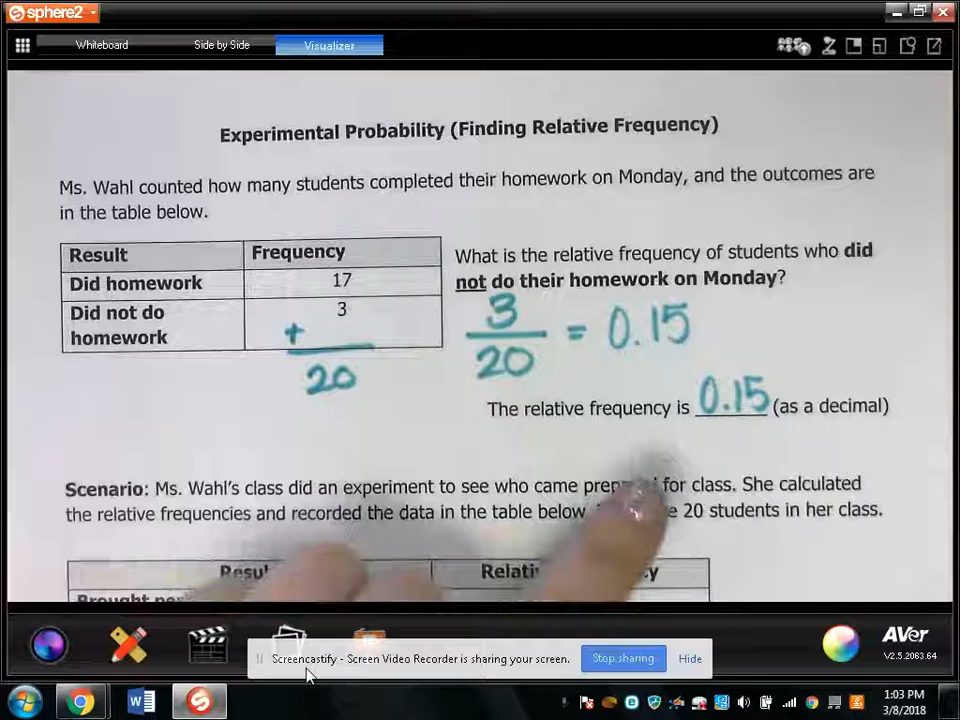 sphere2
Whiteboard
Side by Side
Visualizer
Experimental Probability (Finding Relative Frequency)
Ms. Wahl counted how many students completed their homework on Monday, and the outcomes are
in the table below.
Result Frequency
Did homework 17
Did not do 3
homework +
20
What is the relative frequency of students who did
not do their homework on Monday?
3
20 = 0.15
The relative frequency is 0.15 (as a decimal)
Scenario: Ms. Wahl's class did an experiment to see who came for class. She calculated
the relative frequencies and recorded the data in the table below. 20 students in her class.
Screencastify - Screen Video Recorder is sharing your screen.
Stop sharing
Hide
AVer
V2.5.2063.64
1:03 PM
3/8/2018